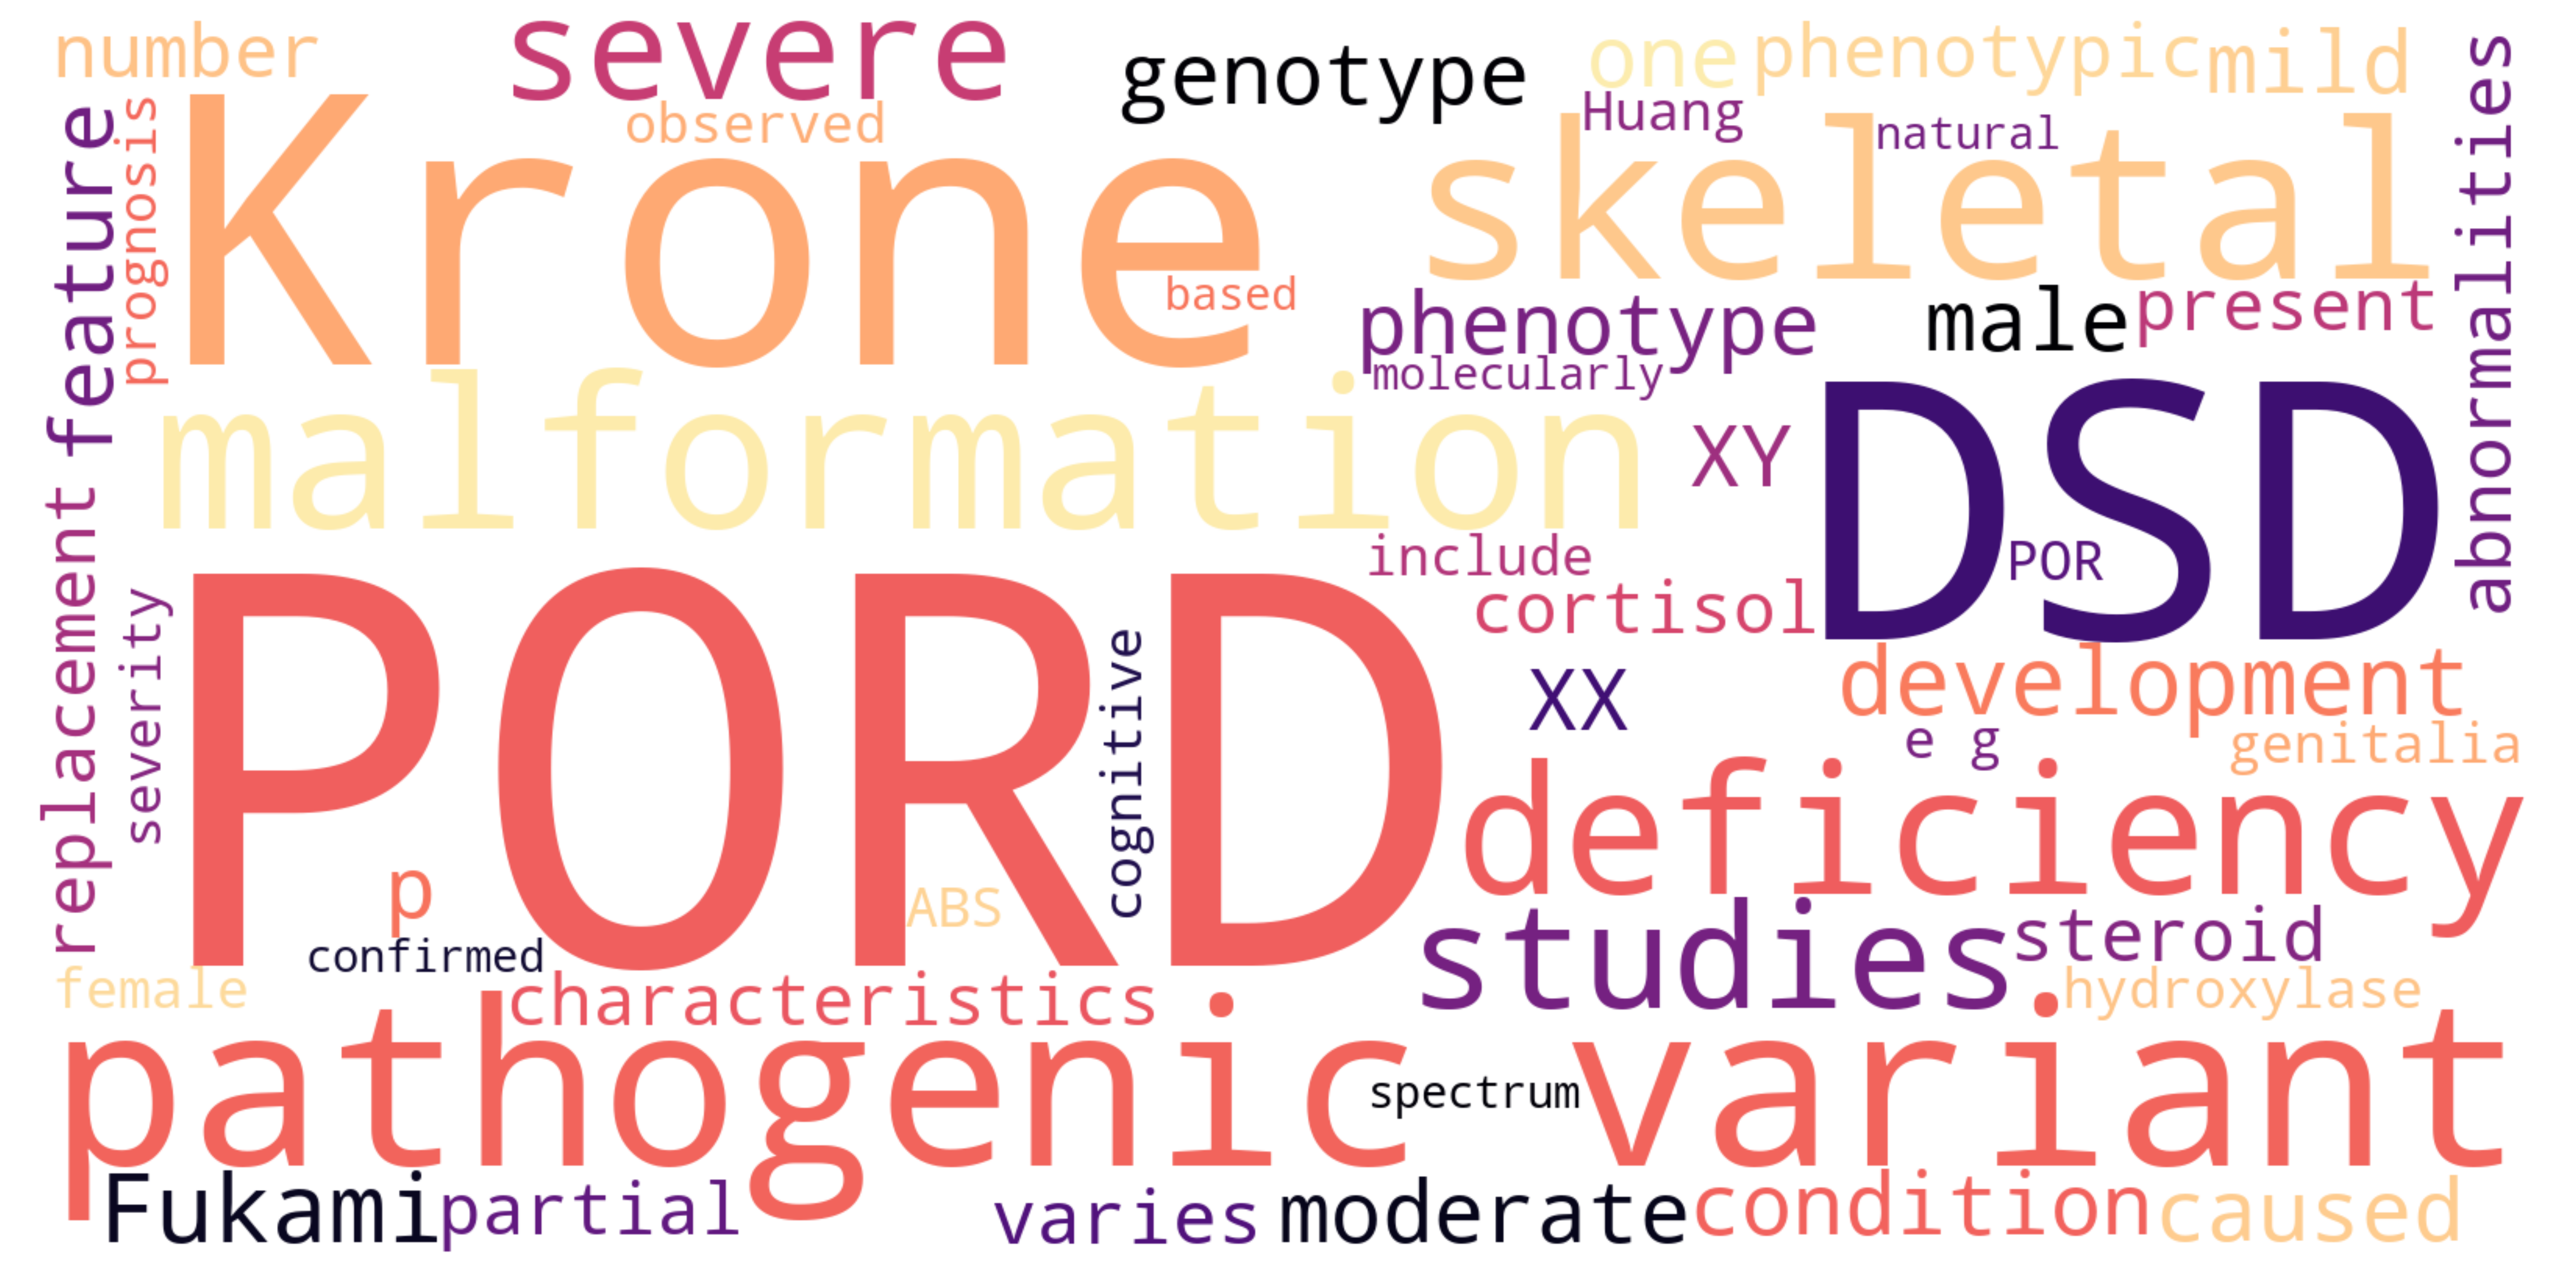 number
severe
genotype
one
phenotypic
mild
abnormalities
feature
prognosis
observed
Huang
natural
Krone
skeletal
based
phenotype
male
present
molecularly
malformation
XY
DSD
replacement
include
POR
severity
PORD
cognitive
cortisol
XX
development
e g
genitalia
deficiency
p
ABS
studies
steroid
confirmed
female
characteristics
hydroxylase
pathogenic
variant
spectrum
Fukami
partial
varies
moderate
condition
caused